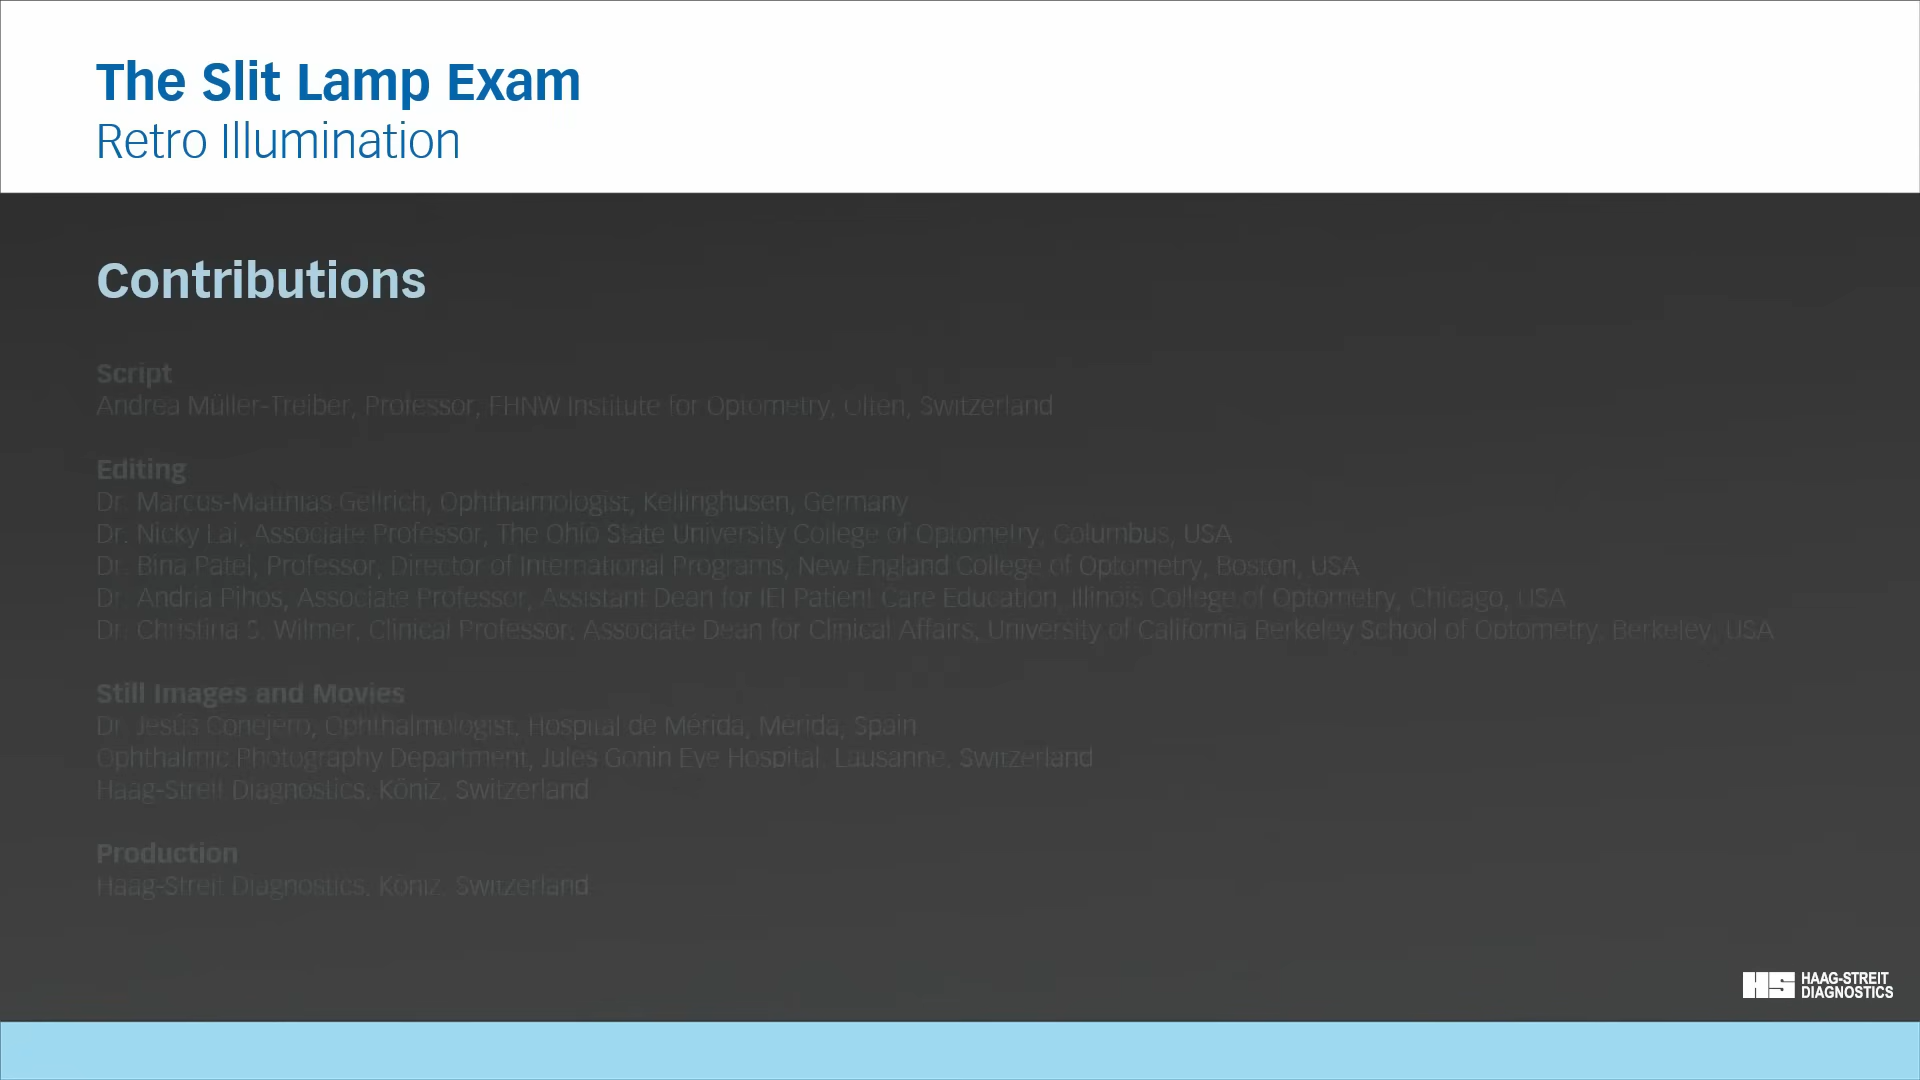 The Slit Lamp Exam
Retro Illumination
Contributions
Script
Andrea Müller-Treiber, Professor, FHNW Institute for Optometry, Olten, Switzerland
Editing
Dr. Marcus-Matthias Gellrich, Ophthalmologist, Kellinghusen, Germany
Dr. Nicky Lai, Associate Professor, The Ohio State University College of Optometry, Columbus, USA
Dr. Bina Patel, Professor, Director of International Programs, New England College of Optometry, Boston, USA
Dr. Andria Pihos, Associate Professor, Assistant Dean for IEI Patient Care Education, Illinois College of Optometry, Chicago, USA
Dr. Christina S. Wilmer, Clinical Professor, Associate Dean for Clinical Affairs, University of California Berkeley School of Optometry, Berkeley, USA
Still Images and Movies
Dr. Jesús Conejero, Ophthalmologist, Hospital de Mérida, Mérida, Spain
Ophthalmic Photography Department, Jules Gonin Eye Hospital, Lausanne, Switzerland
Haag-Streit Diagnostics, Köniz, Switzerland
Production
Haag-Streit Diagnostics, Köniz, Switzerland
HS HAAG-STREIT
DIAGNOSTICS